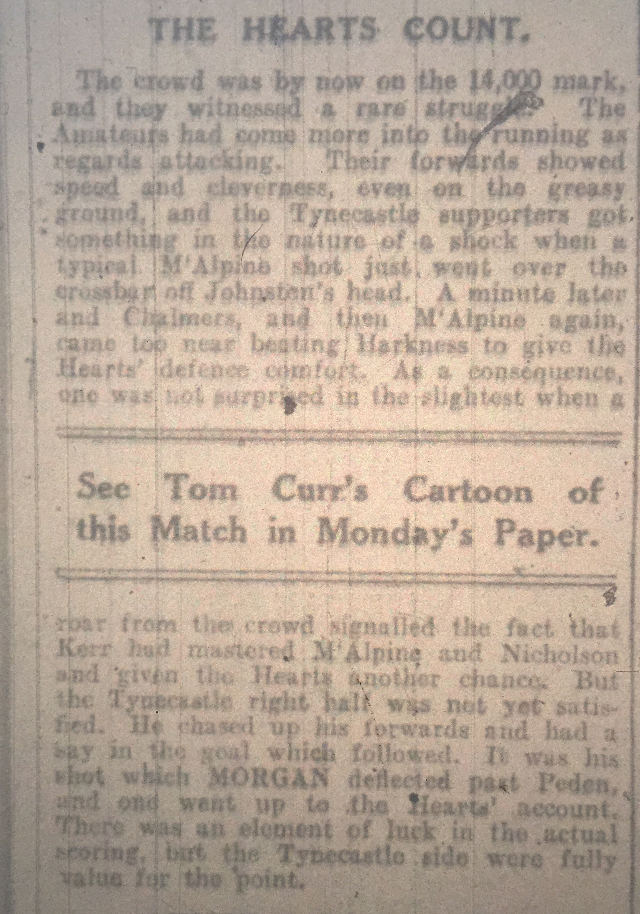 THE HEARTS COUNT.
The crowd was by now on the 14,000 mark,
and they witnessed a rare struggle. The
Amateurs had come more into the running as
regards attacking. Their forwards showed
speed and cleverness, even on the greasy
ground, and the Tynecastle supporters got
something in the nature of a shock when a
typical M'Alpine shot just went over the
crossbar off Johnston's head. A minute later
and Chalmers, and then M'Alpine again,
came too near beating Harkness to give the
Hearts' defence comfort. As a consequence,
one was not surprised in the slightest when a
See Tom Curr's Cartoon of
this Match in Monday's Paper.
roar from the crowd signalled the fact that
Kerr had mastered M'Alpine and Nicholson
and given the Hearts another chance. But
the Tynecastle right half was not yet satis-
fied. He chased up his forwards and had a
say in the goal which followed. It was his
shot which MORGAN deflected past Peden,
and one went up to the Hearts' account.
There was an element of luck in the actual
scoring, but the Tynecastle side were fully
value for the point.